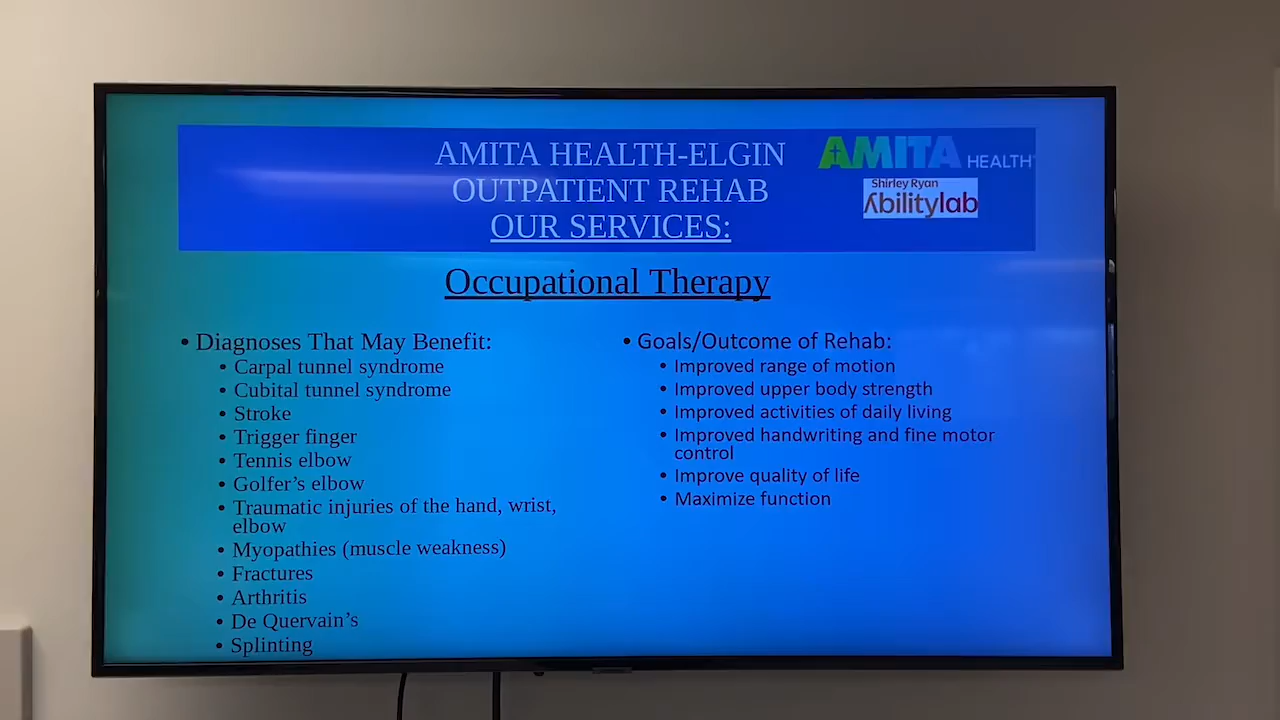 AMITA HEALTH-ELGIN
OUTPATIENT REHAB
OUR SERVICES:
AMITA HEALTH
Shirley Ryan
Abilitylab
Occupational Therapy
• Diagnoses That May Benefit:
• Carpal tunnel syndrome
• Cubital tunnel syndrome
• Stroke
• Trigger finger
• Tennis elbow
• Golfer’s elbow
• Traumatic injuries of the hand, wrist,
elbow
• Myopathies (muscle weakness)
• Fractures
• Arthritis
• De Quervain’s
• Splinting
• Goals/Outcome of Rehab:
• Improved range of motion
• Improved upper body strength
• Improved activities of daily living
• Improved handwriting and fine motor
control
• Improve quality of life
• Maximize function